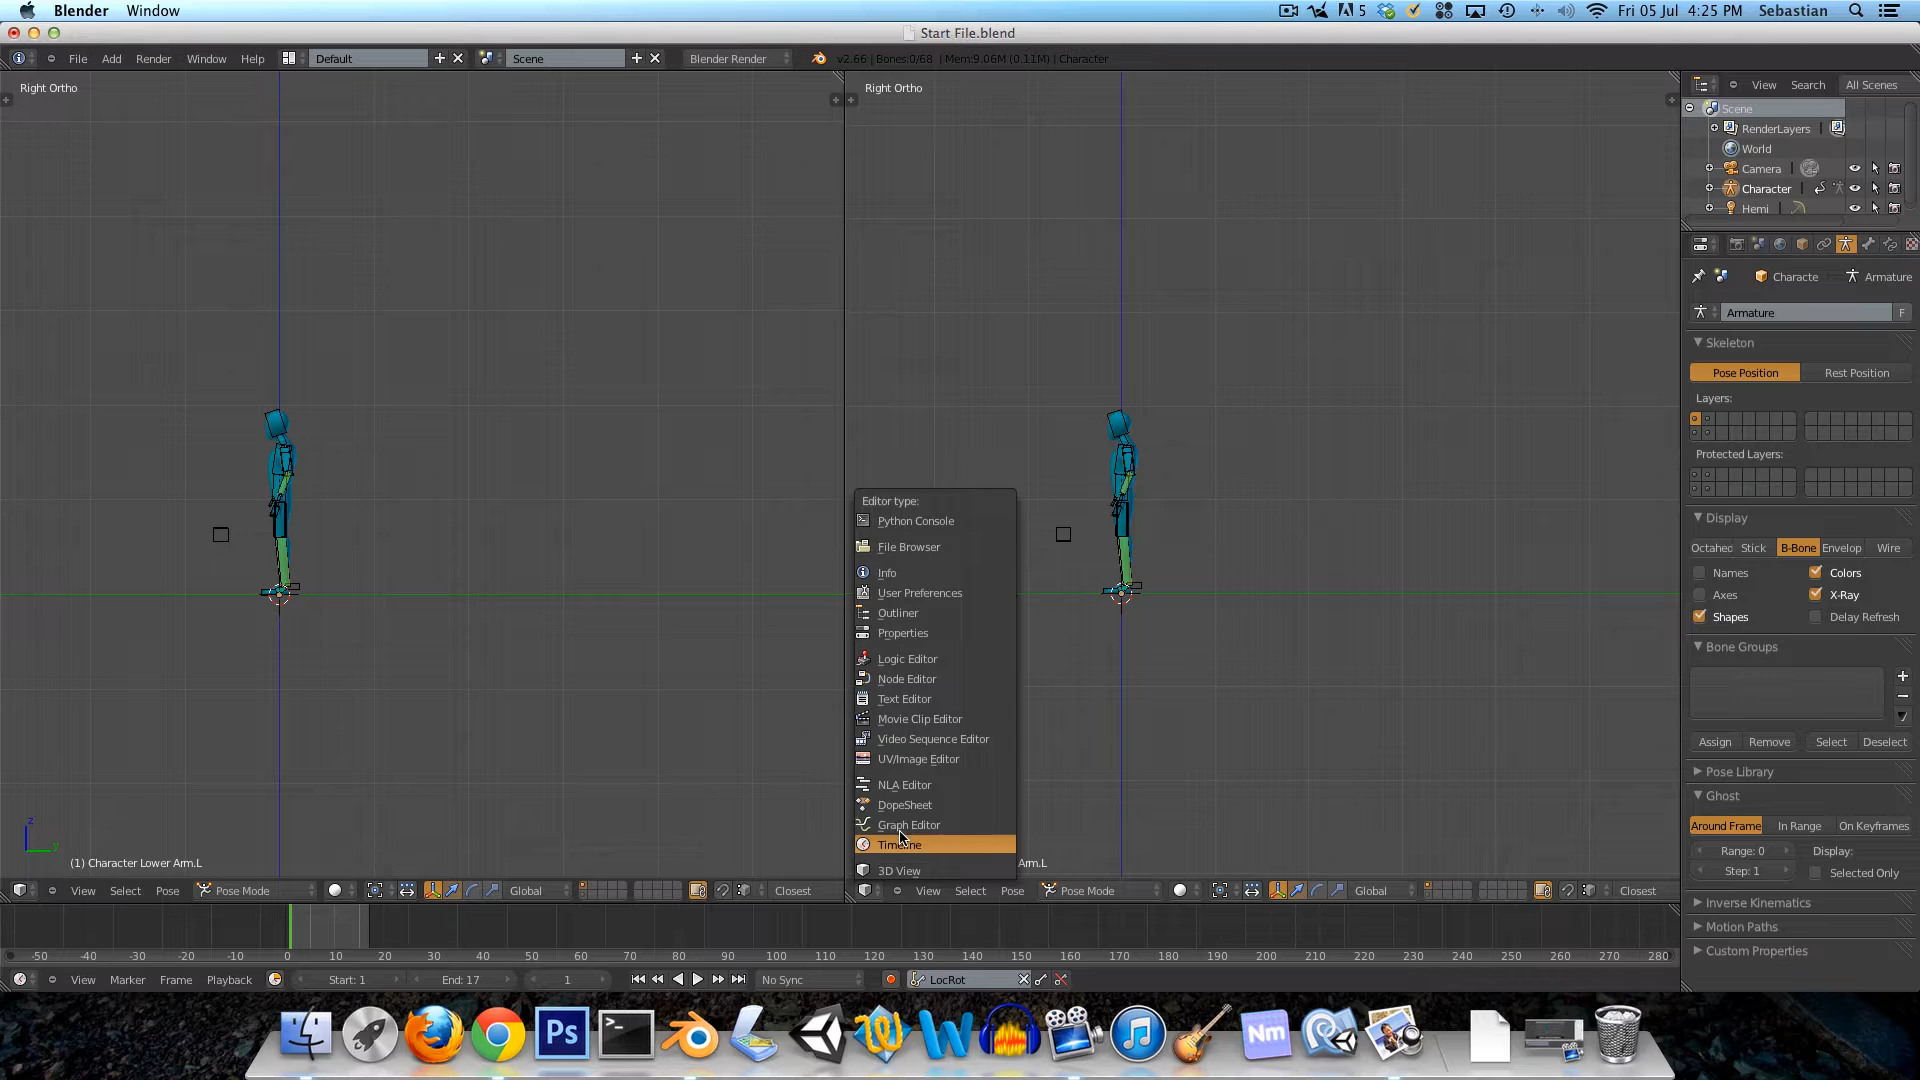 Blender Window 5 Fri 05 Jul 4:25 PM Sebastian
Start File.blend
File Add Render Window Help Default Scene Blender Render v2.66 | Bones:0/68 | Mem:9.06M (0.11M) | Character
Right Ortho Right Ortho
View Search All Scenes
Scene
RenderLayers
World
Camera
Character
Hemi
Characte Armature
Armature F
Skeleton
Pose Position Rest Position
Layers:
Protected Layers:
Display
Octahed Stick B-Bone Envelop Wire
Names Colors
Axes X-Ray
Shapes Delay Refresh
Bone Groups
Assign Remove Select Deselect
Pose Library
Ghost
Around Frame In Range On Keyframes
Range: 0 Display:
Step: 1 Selected Only
Inverse Kinematics
Motion Paths
Custom Properties
Editor type:
Python Console
File Browser
Info
User Preferences
Outliner
Properties
Logic Editor
Node Editor
Text Editor
Movie Clip Editor
Video Sequence Editor
UV/Image Editor
NLA Editor
DopeSheet
Graph Editor
Timeline
3D View
z
y
(1) Character Lower Arm.L Arm.L
View Select Pose Pose Mode Global Closest
View Select Pose Pose Mode Global Closest
-50 -40 -30 -20 -10 0 10 20 30 40 50 60 70 80 90 100 110 120 130 140 150 160 170 180 190 200 210 220 230 240 250 260 270 280
View Marker Frame Playback Start: 1 End: 17 1 No Sync LocRot
Ps W Nm